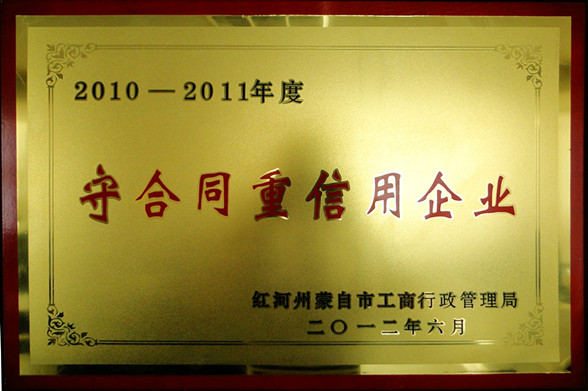 2010—2011年度
守合同重信用企业
红河州蒙自市工商行政管理局
二〇一二年六月